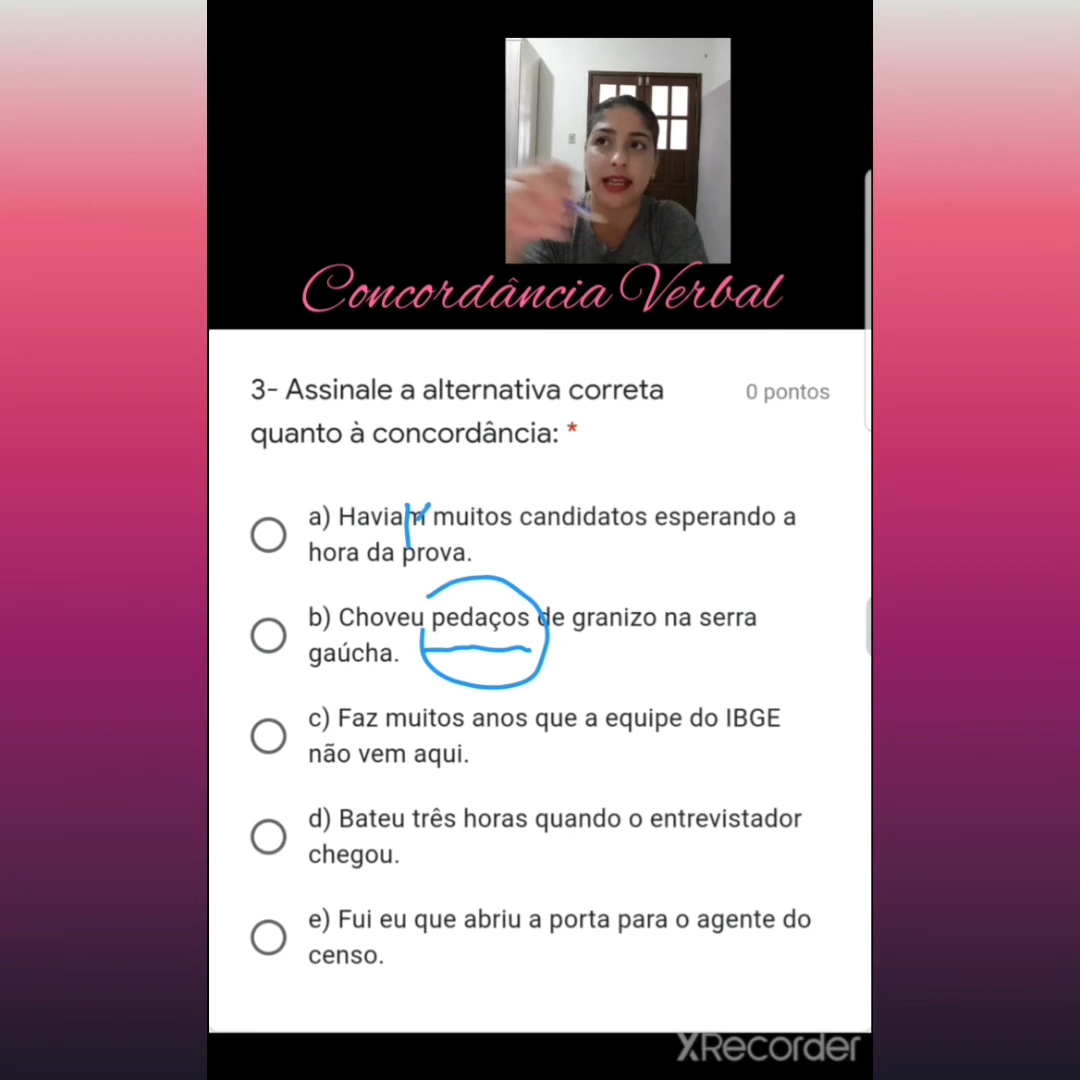 Concordância Verbal
3- Assinale a alternativa correta
0 pontos
quanto à concordância: *
a) Haviam muitos candidatos esperando a
hora da prova.
b) Choveu pedaços de granizo na serra
gaúcha.
c) Faz muitos anos que a equipe do IBGE
não vem aqui.
d) Bateu três horas quando o entrevistador
chegou.
e) Fui eu que abriu a porta para o agente do
censo.
XRecorder